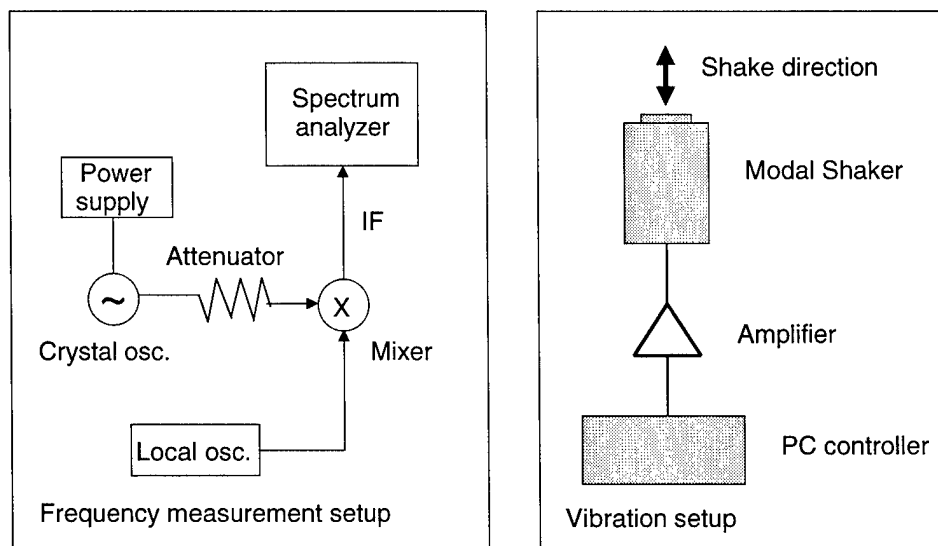 Spectrum
analyzer
Power
supply
IF
Attenuator
~
X
Crystal osc.
Mixer
Local osc.
Frequency measurement setup
Shake direction
Modal Shaker
Amplifier
PC controller
Vibration setup